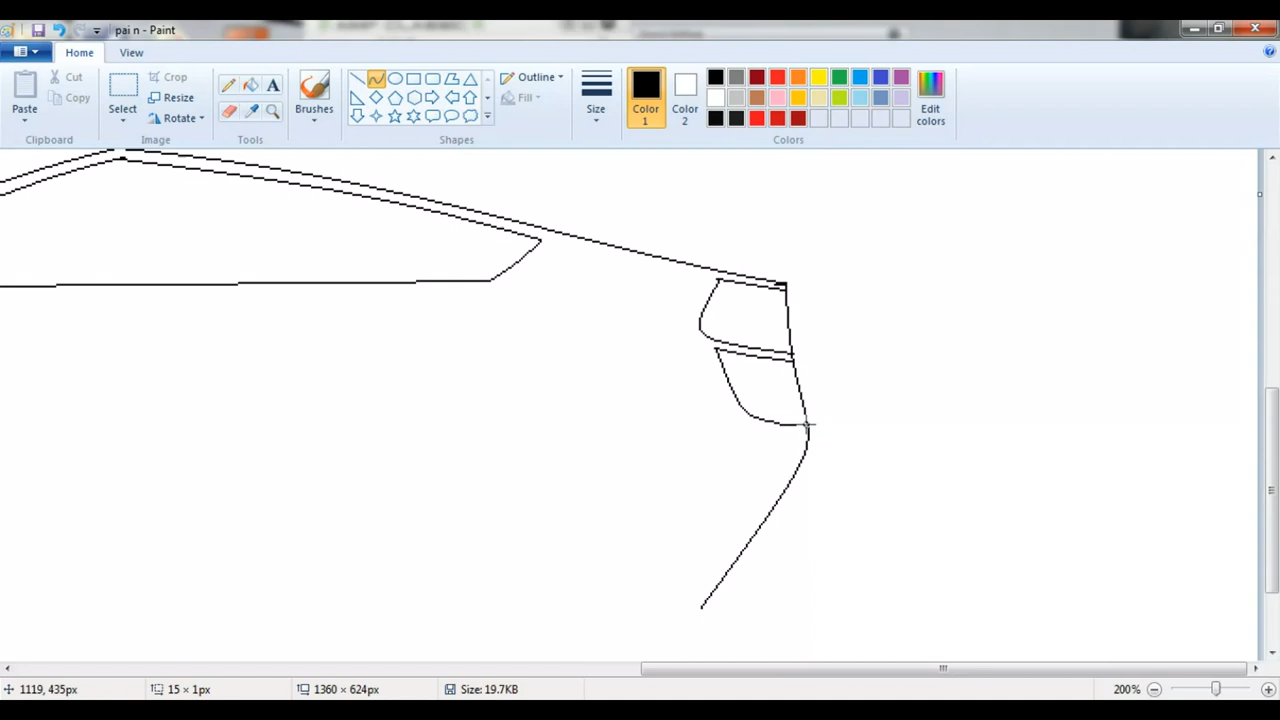 pai n - Paint
Home View
Paste
Cut
Copy
Clipboard
Select
Crop
Resize
Rotate
Image
A
Tools
Brushes
Outline
Fill
Shapes
Size
Color 1
Color 2
Edit colors
Colors
1119, 435px 15 × 1px 1360 × 624px Size: 19.7KB 200%